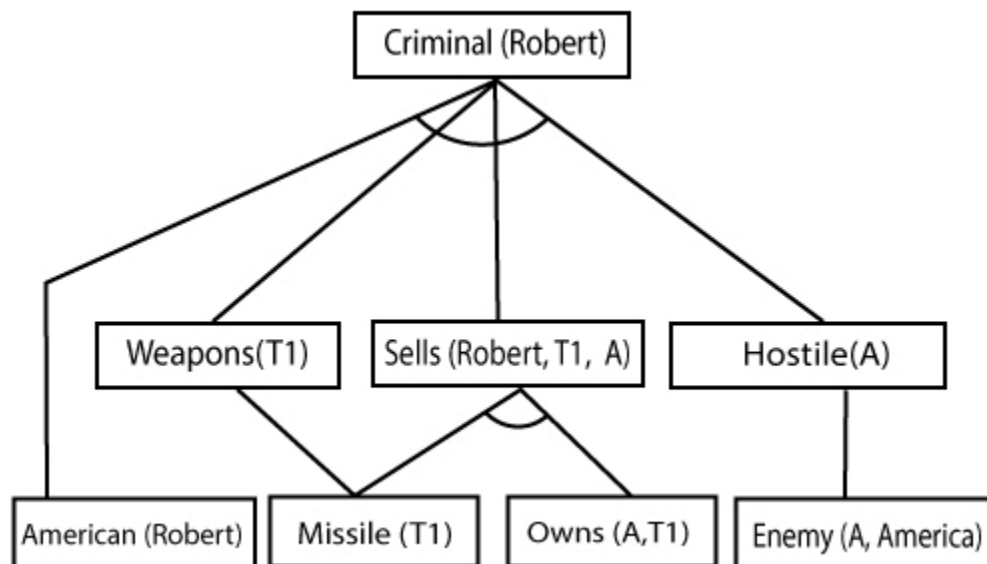 Criminal (Robert)
Weapons(T1)
Sells (Robert, T1, A)
Hostile(A)
American (Robert)
Missile (T1)
Owns (A,T1)
Enemy (A, America)